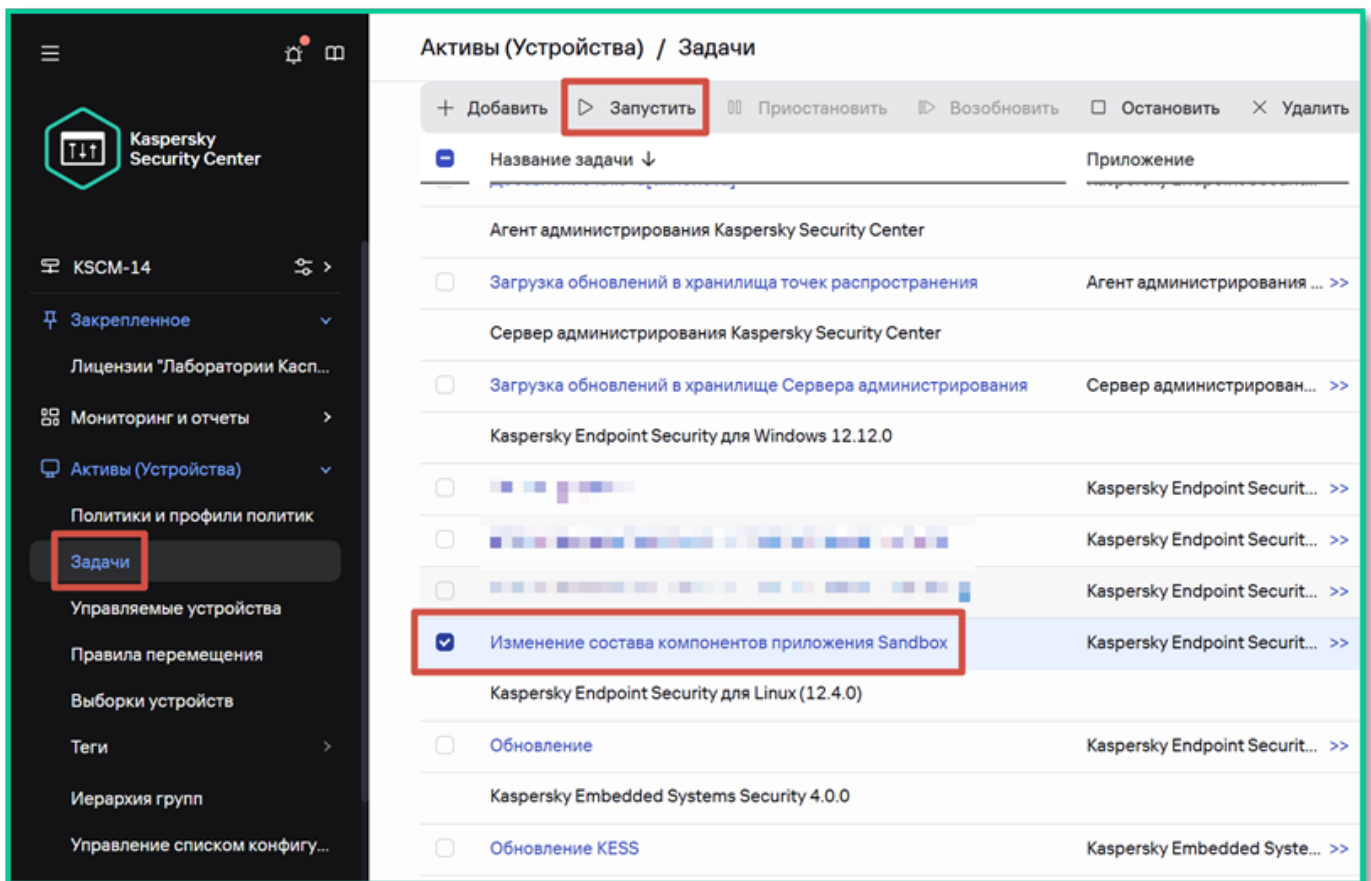 Активы (Устройства) / Задачи
+ Добавить Запустить Приостановить Возобновить Остановить Удалить
Kaspersky
Security Center
Название задачи Приложение
Агент администрирования Kaspersky Security Center
KSCM-14
Загрузка обновлений в хранилища точек распространения Агент администрирования ... >>
Закрепленное
Сервер администрирования Kaspersky Security Center
Лицензии "Лаборатории Касп...
Загрузка обновлений в хранилище Сервера администрирования Сервер администрирован... >>
Мониторинг и отчеты
Kaspersky Endpoint Security для Windows 12.12.0
Активы (Устройства)
Kaspersky Endpoint Securit... >>
Политики и профили политик
Kaspersky Endpoint Securit... >>
Задачи
Kaspersky Endpoint Securit... >>
Управляемые устройства
Изменение состава компонентов приложения Sandbox Kaspersky Endpoint Securit... >>
Правила перемещения
Kaspersky Endpoint Security для Linux (12.4.0)
Выборки устройств
Теги
Обновление Kaspersky Endpoint Securit... >>
Иерархия групп
Kaspersky Embedded Systems Security 4.0.0
Управление списком конфигу...
Обновление KESS Kaspersky Embedded Syste... >>